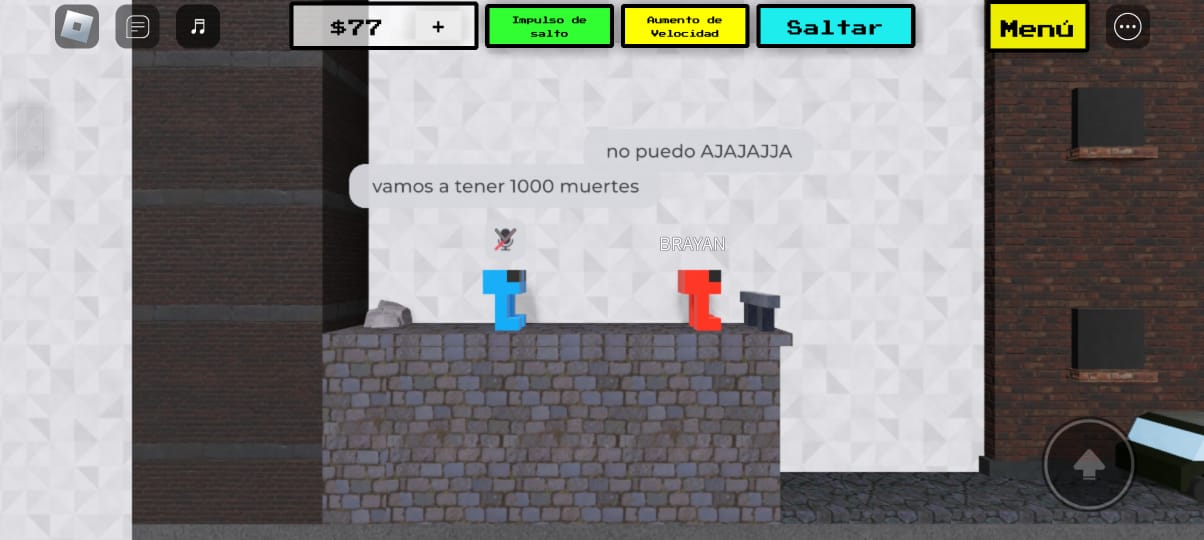 $77
+
Impulso de
salto
Aumento de
Velocidad
Saltar
Menú
no puedo AJAJAJJA
vamos a tener 1000 muertes
BRAYAN